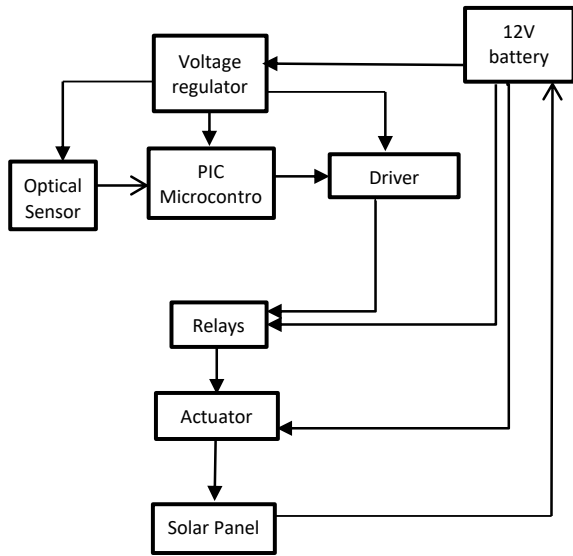 Voltage
regulator
12V
battery
Optical
Sensor
PIC
Microcontro
Driver
Relays
Actuator
Solar Panel